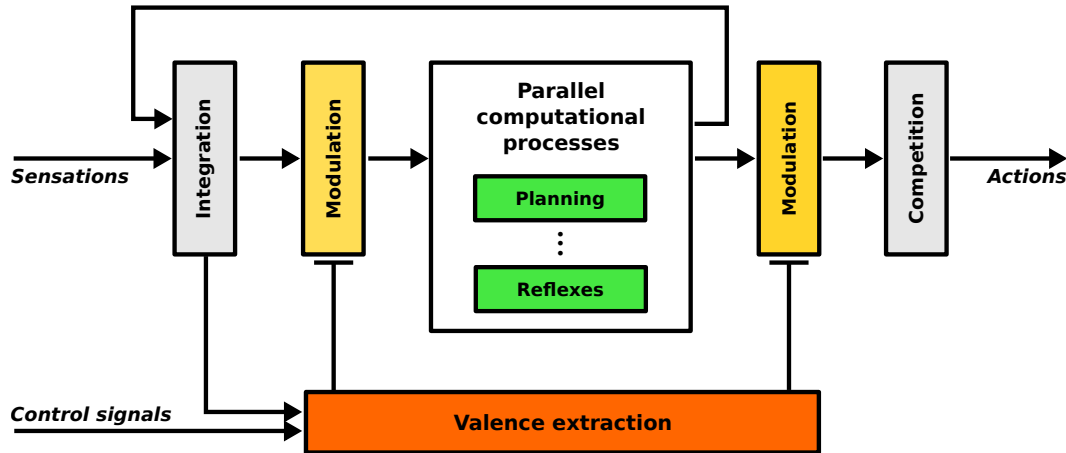 Parallel
computational
processes
Integration
Modulation
Modulation
Competition
Sensations
Actions
Planning
Reflexes
Control signals
Valence extraction